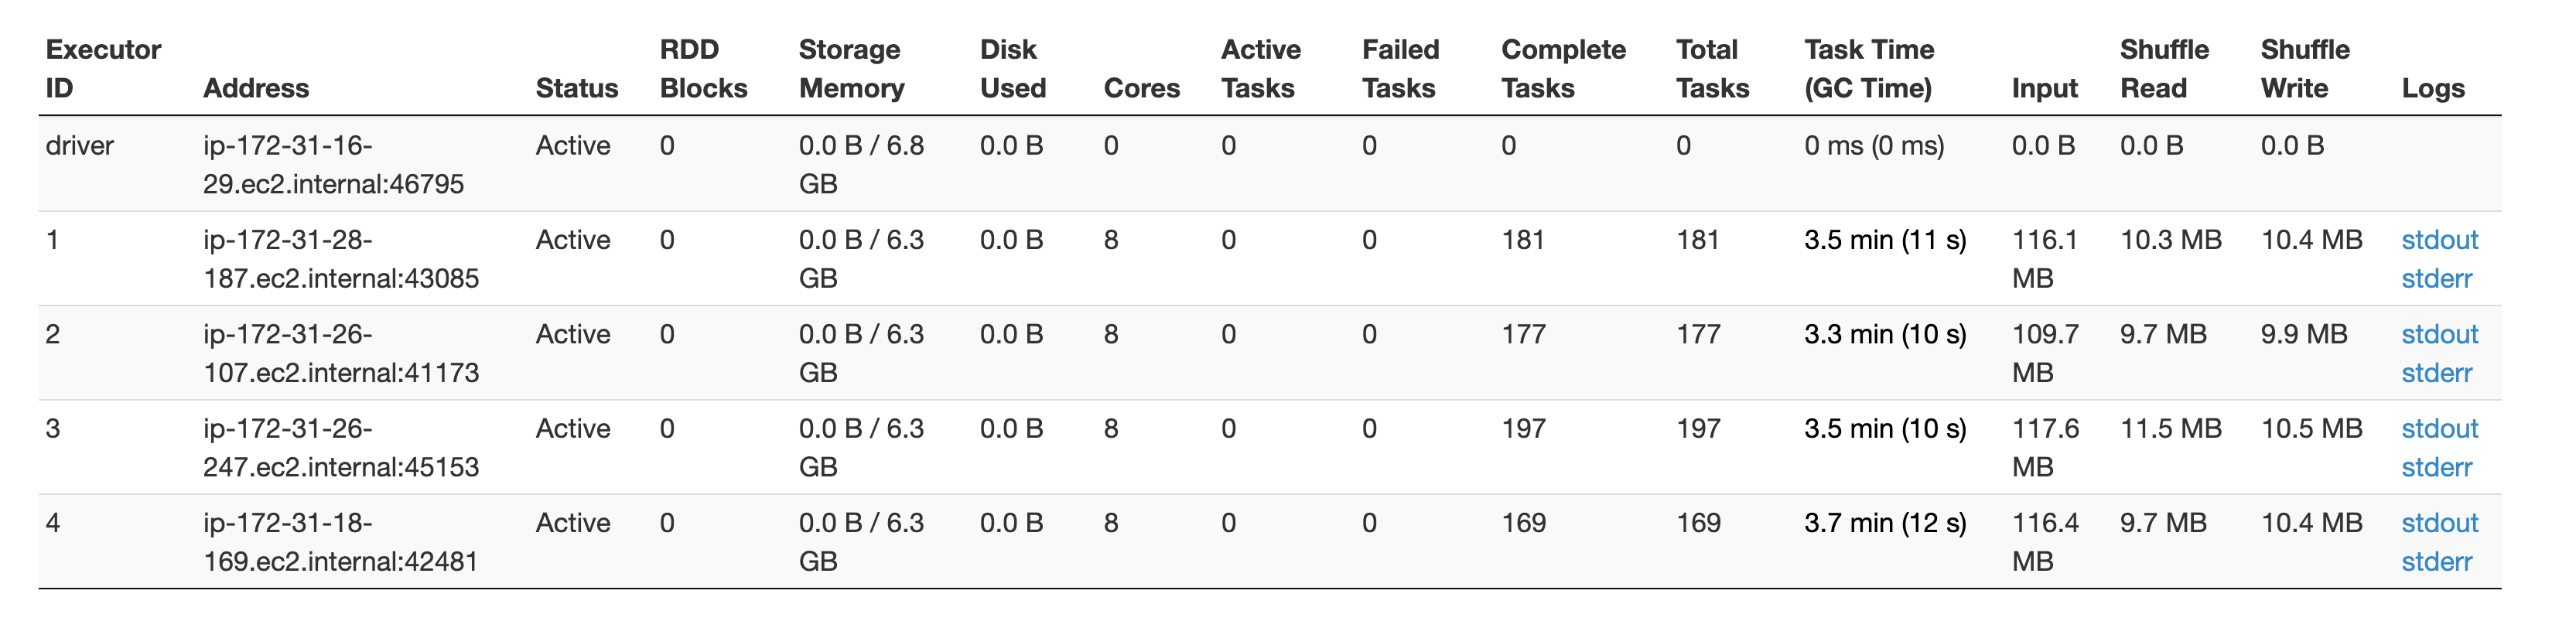 Executor ID Address Status RDD Blocks Storage Memory Disk Used Cores Active Tasks Failed Tasks Complete Tasks Total Tasks Task Time (GC Time) Input Shuffle Read Shuffle Write Logs
driver ip-172-31-16-29.ec2.internal:46795 Active 0 0.0 B / 6.8 GB 0.0 B 0 0 0 0 0 0 ms (0 ms) 0.0 B 0.0 B 0.0 B
1 ip-172-31-28-187.ec2.internal:43085 Active 0 0.0 B / 6.3 GB 0.0 B 8 0 0 181 181 3.5 min (11 s) 116.1 MB 10.3 MB 10.4 MB stdout stderr
2 ip-172-31-26-107.ec2.internal:41173 Active 0 0.0 B / 6.3 GB 0.0 B 8 0 0 177 177 3.3 min (10 s) 109.7 MB 9.7 MB 9.9 MB stdout stderr
3 ip-172-31-26-247.ec2.internal:45153 Active 0 0.0 B / 6.3 GB 0.0 B 8 0 0 197 197 3.5 min (10 s) 117.6 MB 11.5 MB 10.5 MB stdout stderr
4 ip-172-31-18-169.ec2.internal:42481 Active 0 0.0 B / 6.3 GB 0.0 B 8 0 0 169 169 3.7 min (12 s) 116.4 MB 9.7 MB 10.4 MB stdout stderr